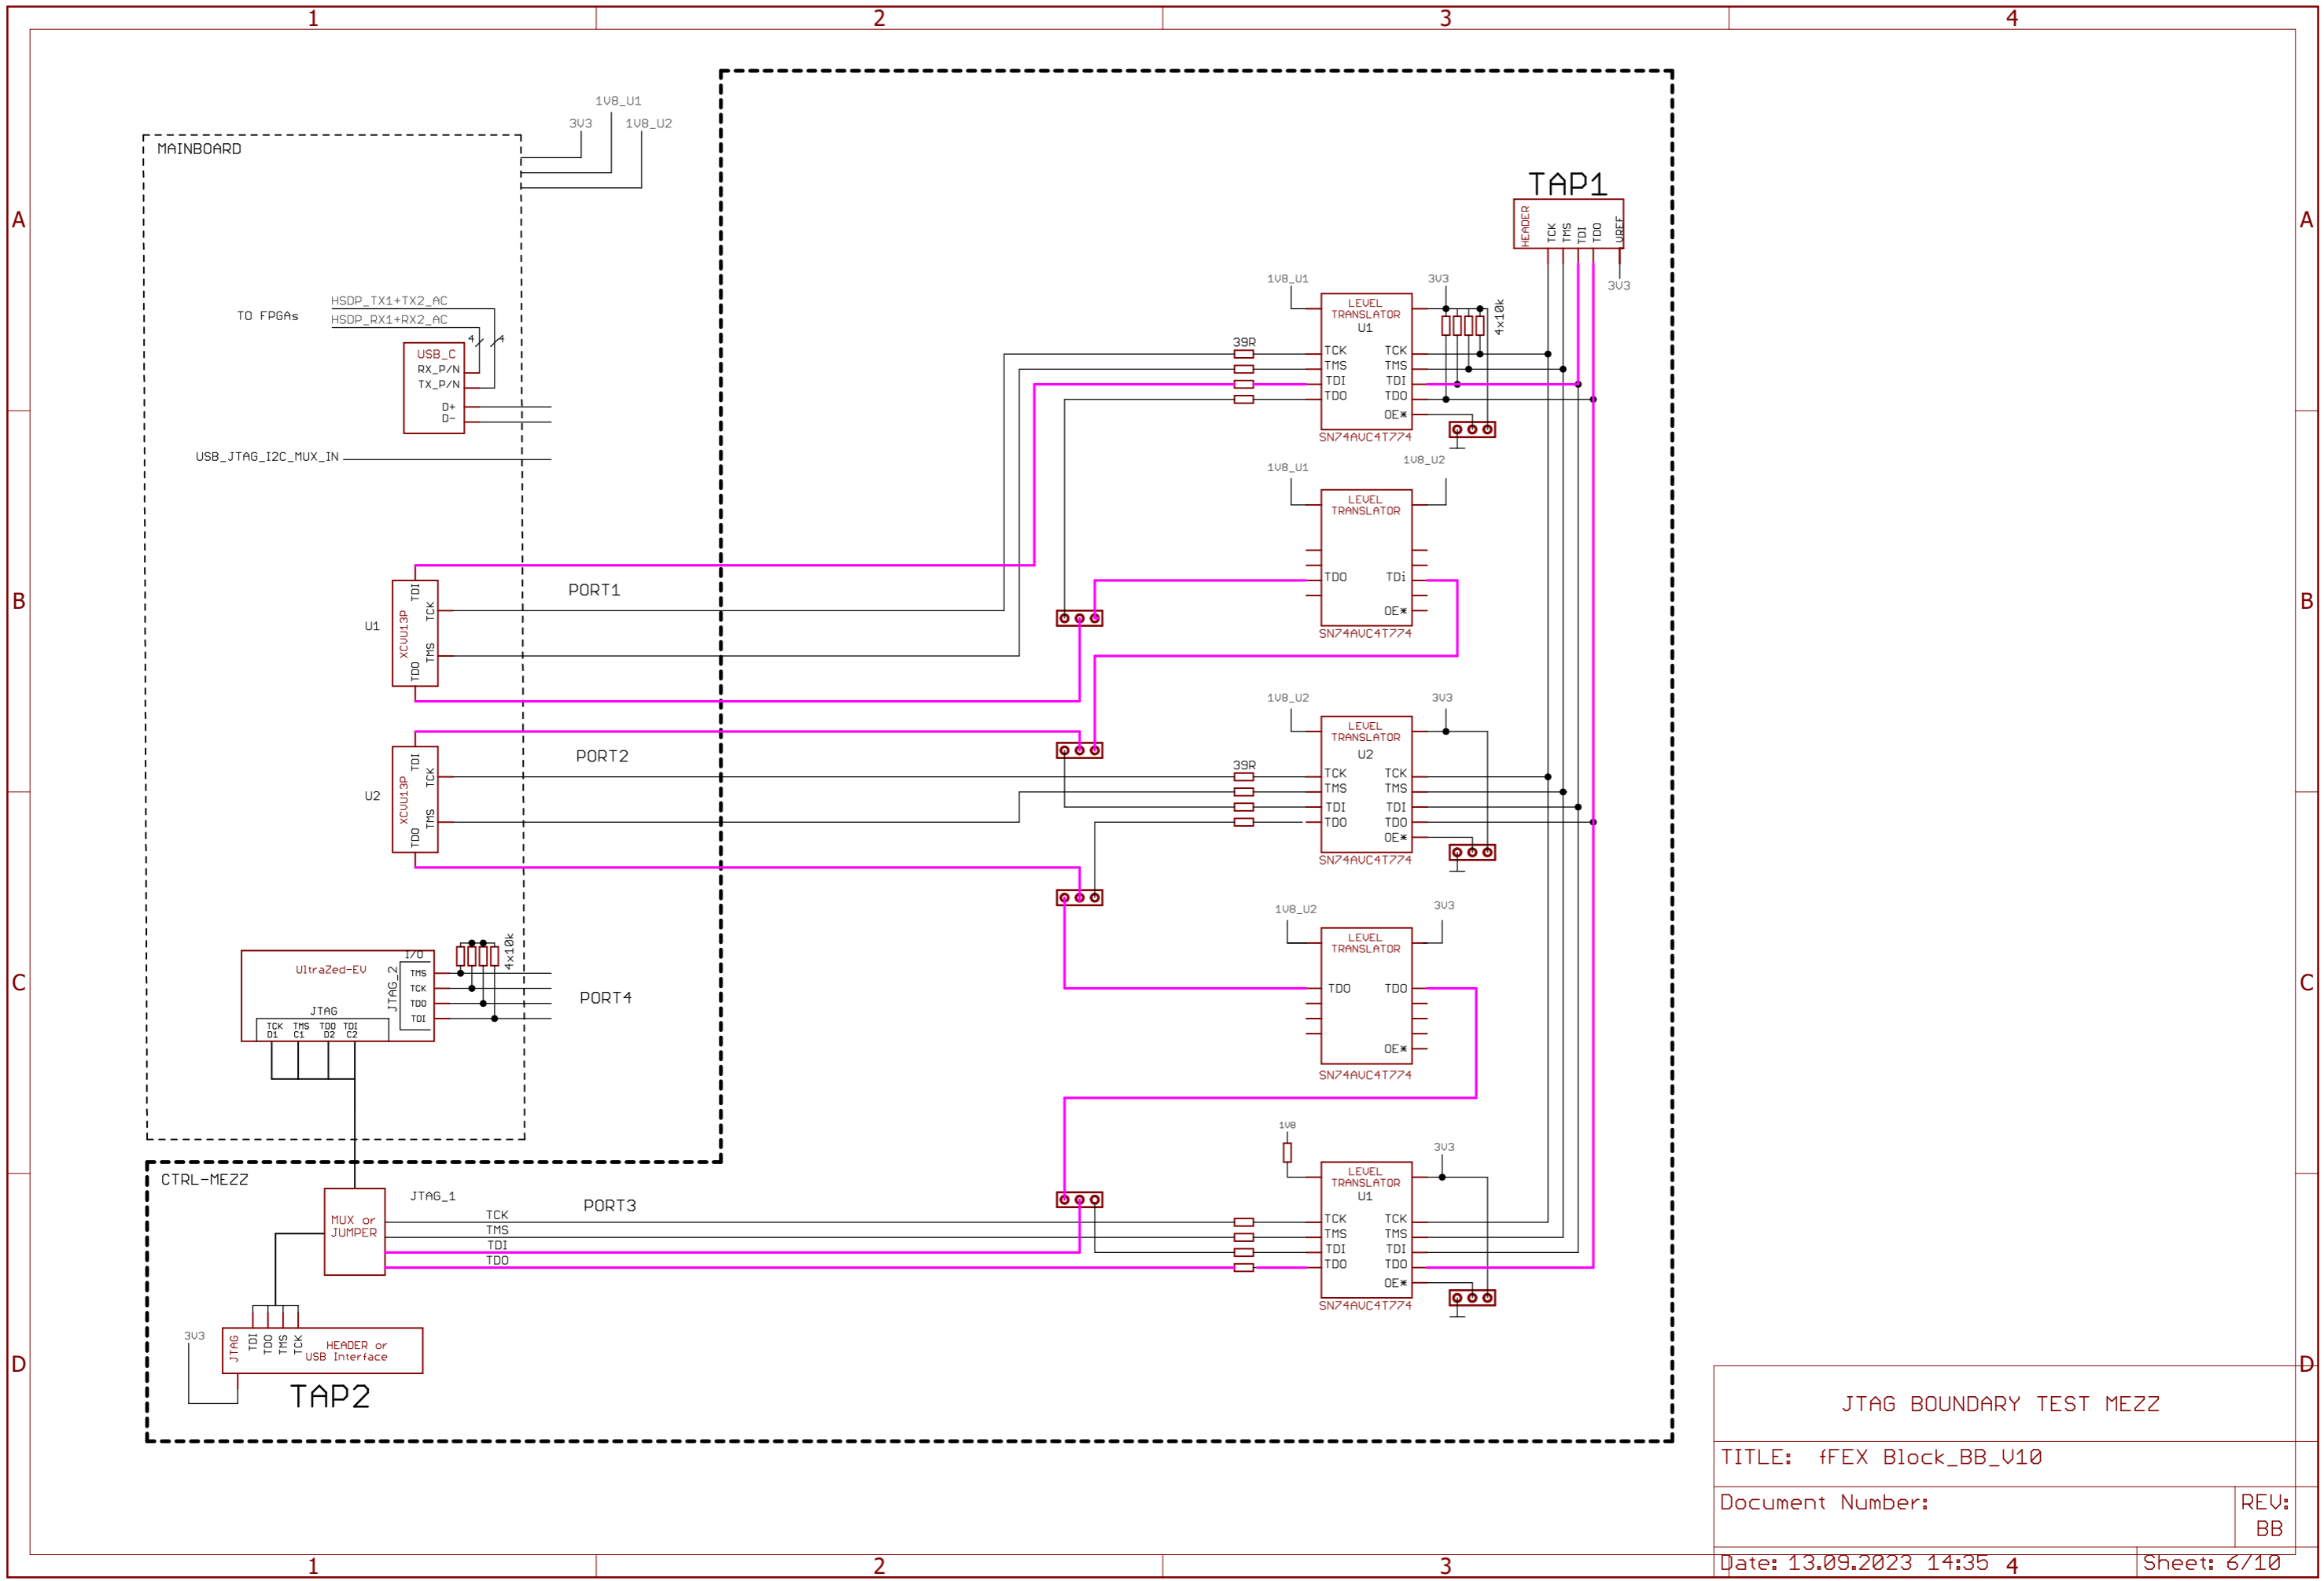 1 2 3 4
A A
B B
C C
D D
1V8_U1
3V3 1V8_U2
MAINBOARD
HSDP_TX1+TX2_AC
TO FPGAs
HSDP_RX1+RX2_AC
4 4
USB_C
RX_P/N
TX_P/N
D+
D-
USB_JTAG_I2C_MUX_IN
TAP1
HEADER
TCK
TMS
TDI
TDO
VREF
3V3
1V8_U1 3V3
LEVEL
TRANSLATOR
U1
4x10k
39R
TCK TCK
TMS TMS
TDI TDI
TDO TDO
OE*
SN74AVC4T774
1V8_U1 1V8_U2
LEVEL
TRANSLATOR
TDO TDi
OE*
SN74AVC4T774
PORT1
U1
XCVU13P
TDI
TCK
TMS
TDO
PORT2
U2
XCVU13P
TDI
TCK
TMS
TDO
1V8_U2 3V3
LEVEL
TRANSLATOR
U2
39R
TCK TCK
TMS TMS
TDI TDI
TDO TDO
OE*
SN74AVC4T774
1V8_U2 3V3
LEVEL
TRANSLATOR
TDO TDO
OE*
SN74AVC4T774
UltraZed-EV
I/O
JTAG_2
TMS
TCK
TDO
TDI
4x10k
PORT4
JTAG
TCK TMS TDO TDI
D1 C1 D2 C2
CTRL-MEZZ
MUX or
JUMPER
JTAG_1
PORT3
TCK
TMS
TDI
TDO
1V8
3V3
LEVEL
TRANSLATOR
U1
TCK TCK
TMS TMS
TDI TDI
TDO TDO
OE*
SN74AVC4T774
3V3
JTAG
TDI
TDO
TMS
TCK
HEADER or
USB Interface
TAP2
JTAG BOUNDARY TEST MEZZ
TITLE: fFEX Block_BB_V10
Document Number:
REV:
BB
Date: 13.09.2023 14:35
Sheet: 6/10
1 2 3 4